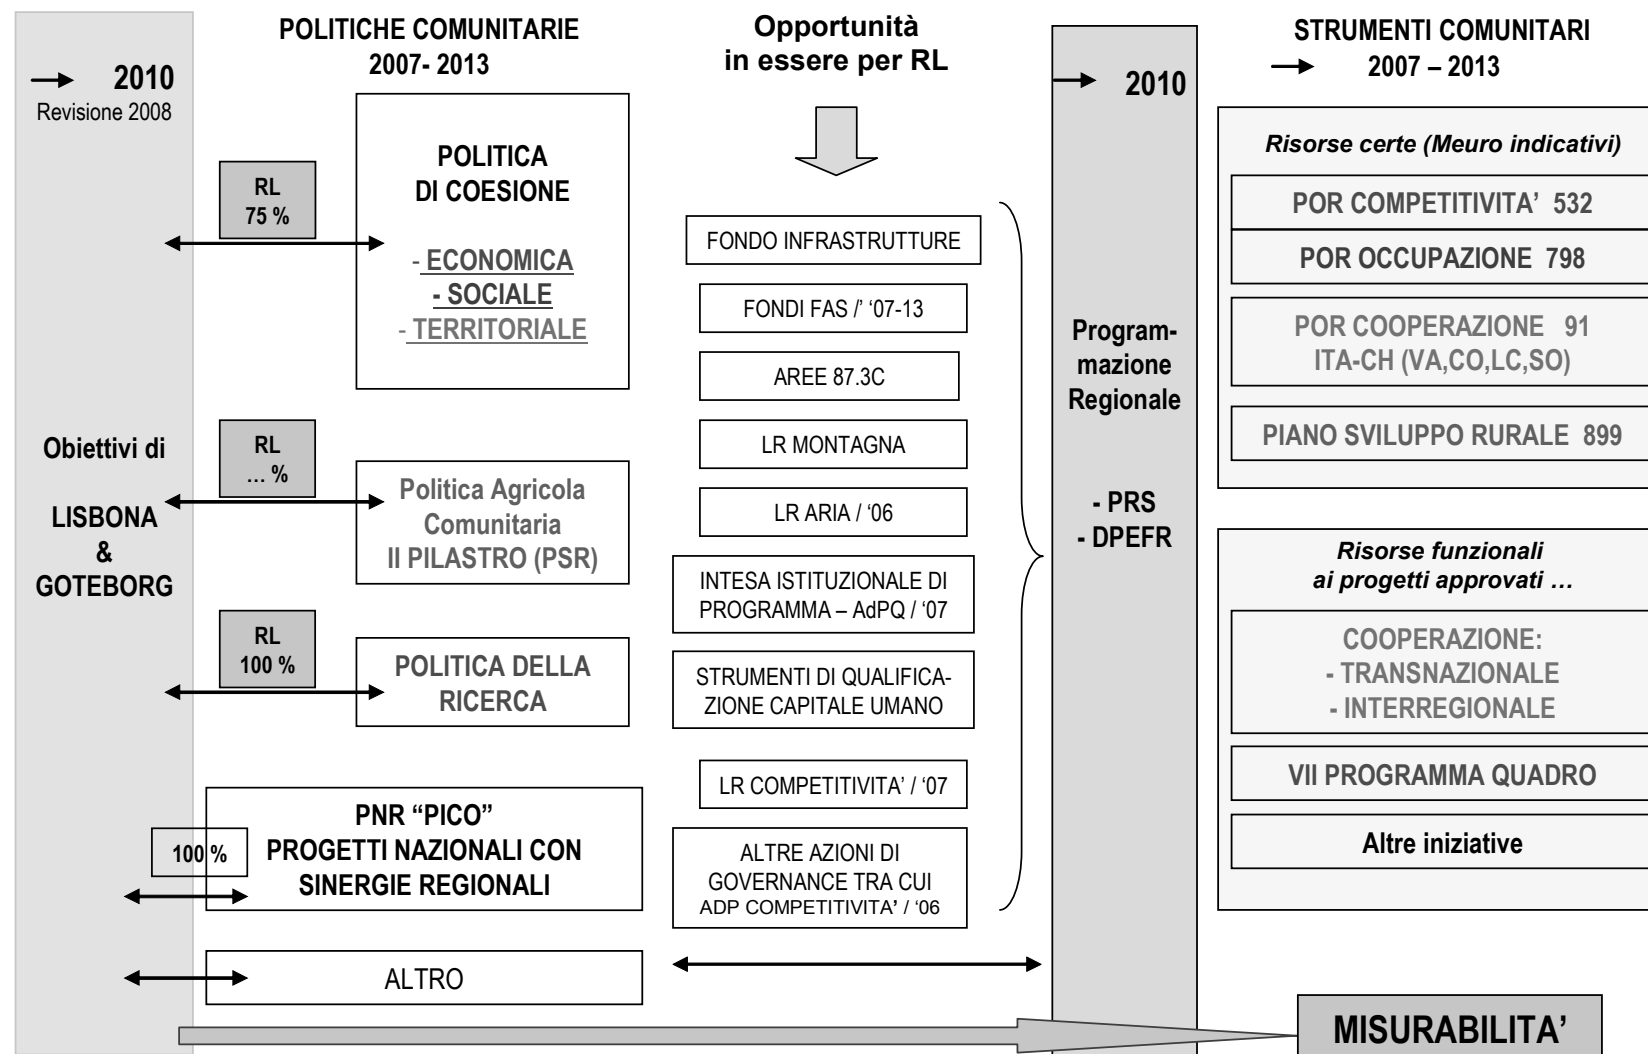 2010
Revisione 2008
Obiettivi di
LISBONA
&
GOTEBORG
POLITICHE COMUNITARIE
2007- 2013
RL
75 %
POLITICA
DI COESIONE
- ECONOMICA
- SOCIALE
- TERRITORIALE
RL
… %
Politica Agricola
Comunitaria
II PILASTRO (PSR)
RL
100 %
POLITICA DELLA
RICERCA
100 %
PNR “PICO”
PROGETTI NAZIONALI CON
SINERGIE REGIONALI
ALTRO
Opportunità
in essere per RL
FONDO INFRASTRUTTURE
FONDI FAS /’ ‘07-13
AREE 87.3C
LR MONTAGNA
LR ARIA / ‘06
INTESA ISTITUZIONALE DI
PROGRAMMA – AdPQ / ‘07
STRUMENTI DI QUALIFICA-
ZIONE CAPITALE UMANO
LR COMPETITIVITA’ / ‘07
ALTRE AZIONI DI
GOVERNANCE TRA CUI
ADP COMPETITIVITA’ / ‘06
2010
Program-
mazione
Regionale
- PRS
- DPEFR
STRUMENTI COMUNITARI
2007 – 2013
Risorse certe (Meuro indicativi)
POR COMPETITIVITA’ 532
POR OCCUPAZIONE 798
POR COOPERAZIONE 91
ITA-CH (VA,CO,LC,SO)
PIANO SVILUPPO RURALE 899
Risorse funzionali
ai progetti approvati …
COOPERAZIONE:
- TRANSNAZIONALE
- INTERREGIONALE
VII PROGRAMMA QUADRO
Altre iniziative
MISURABILITA’